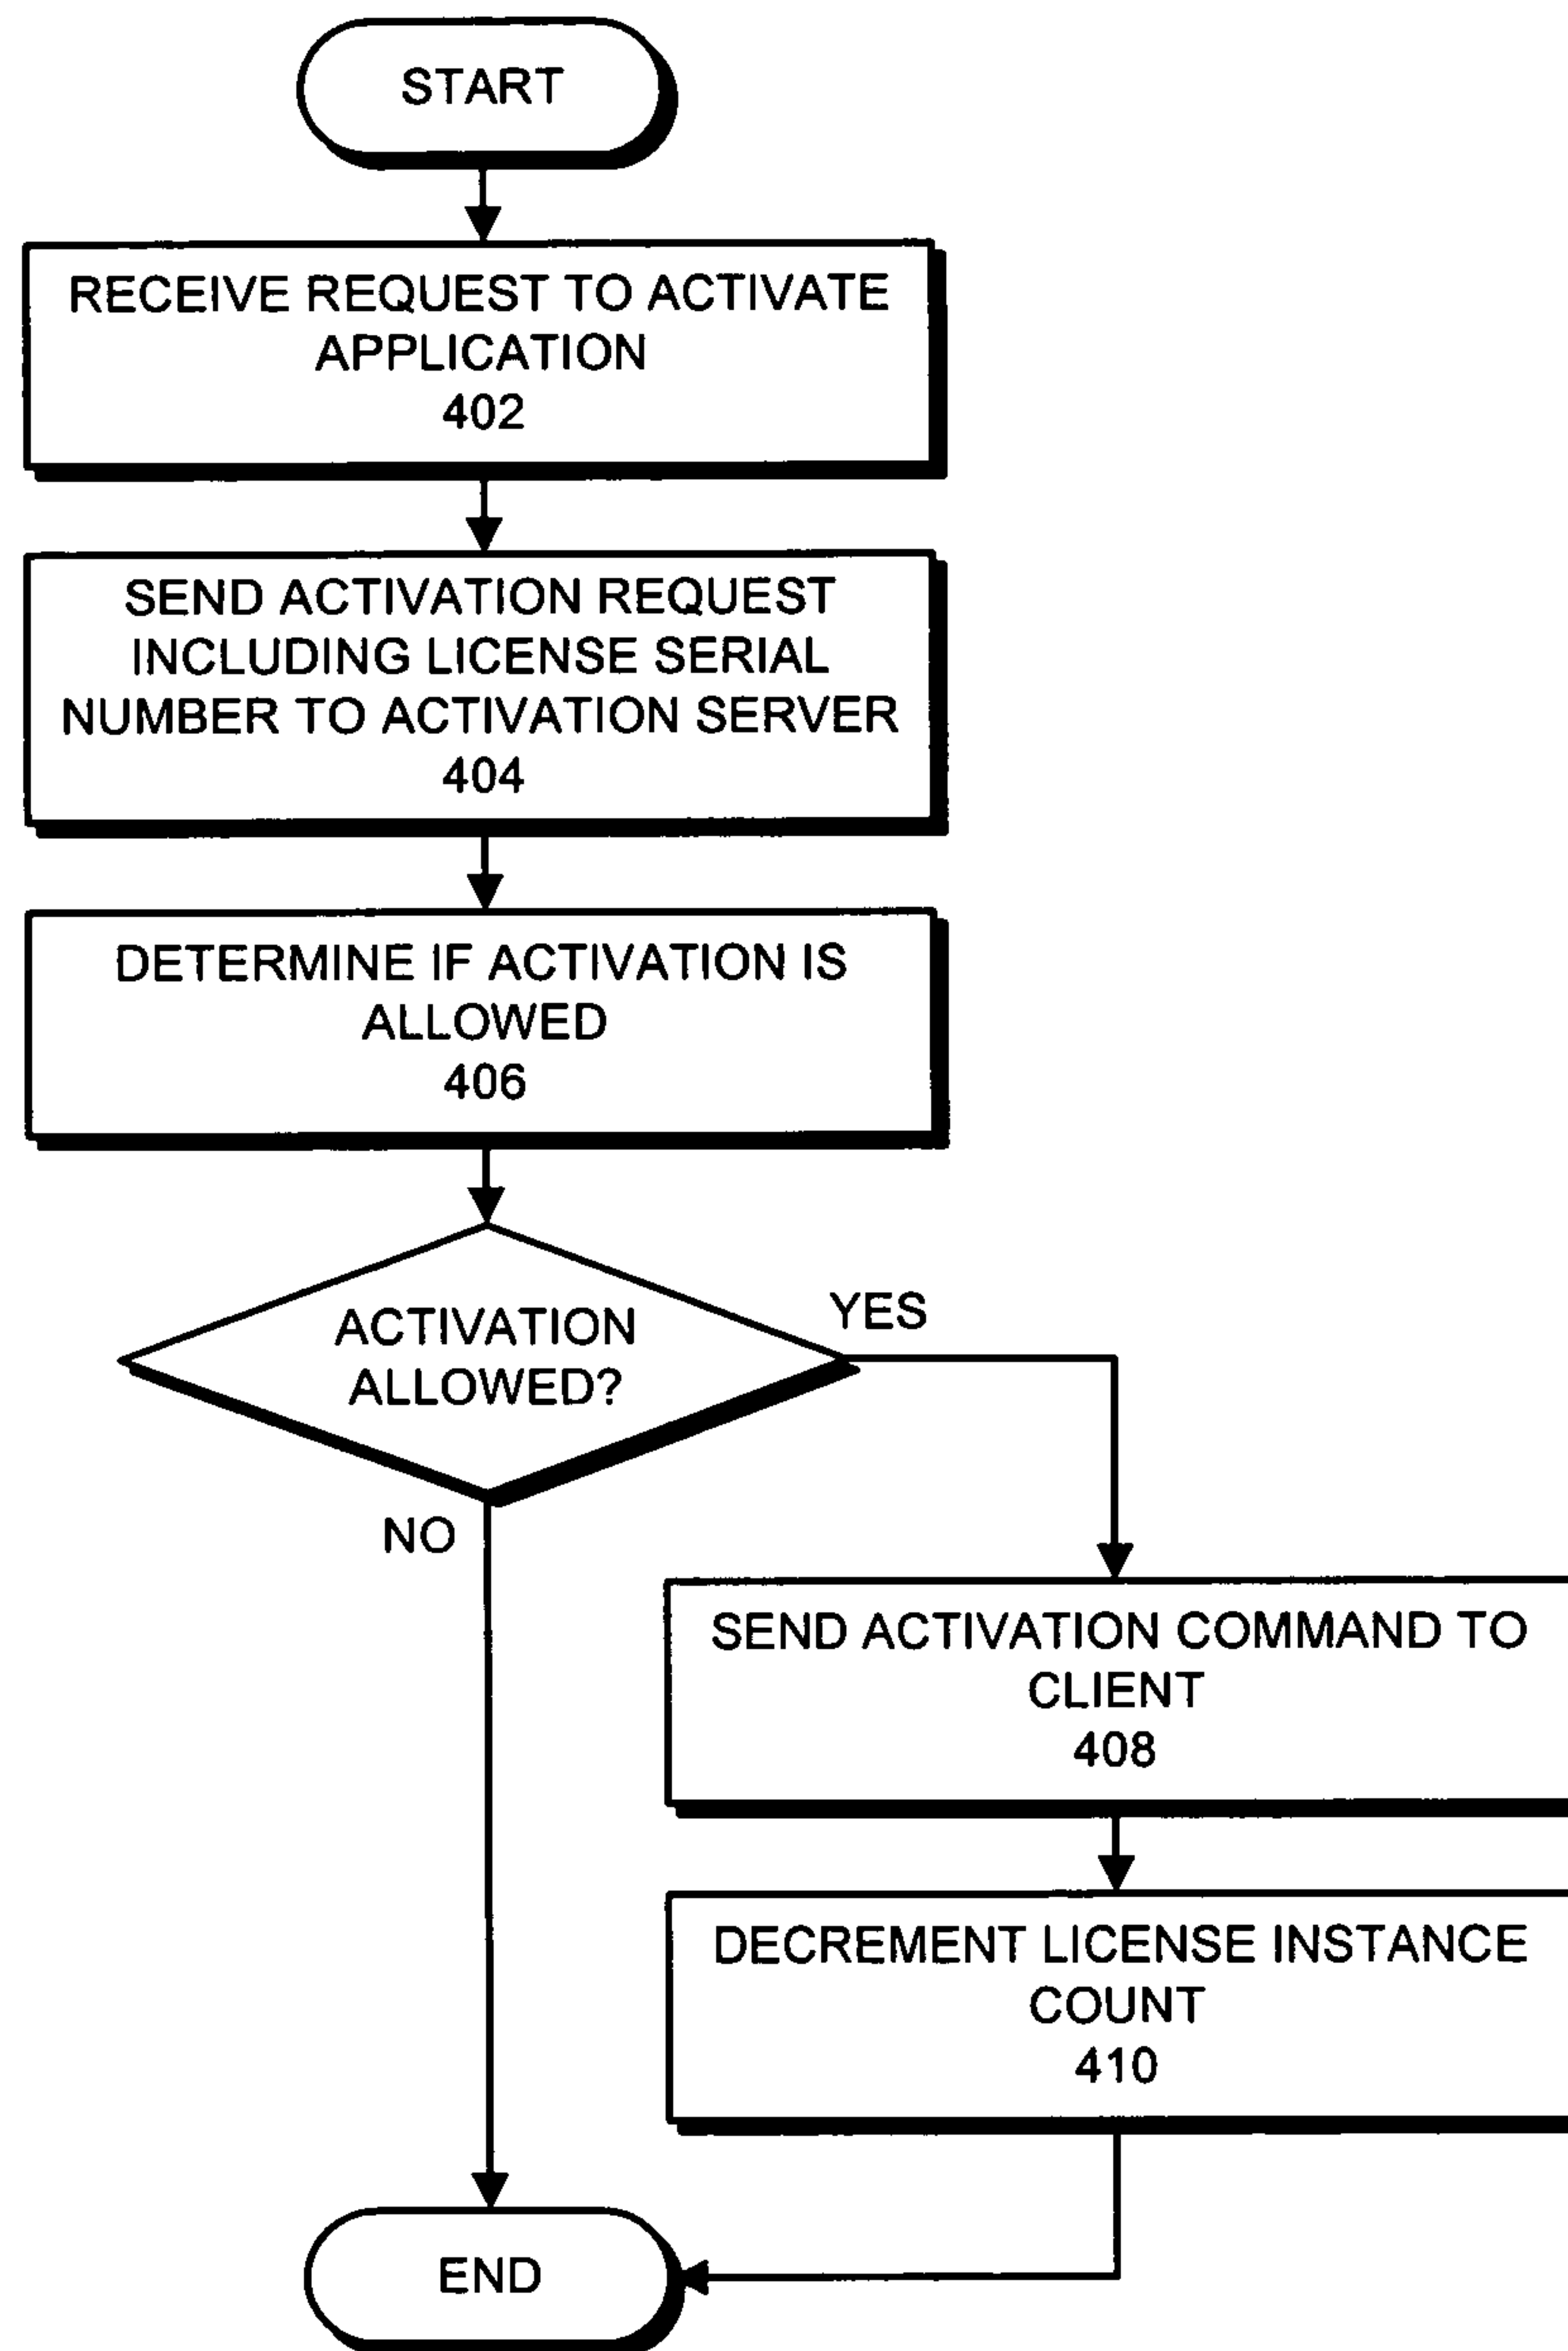 START
RECEIVE REQUEST TO ACTIVATE
APPLICATION
402
SEND ACTIVATION REQUEST
INCLUDING LICENSE SERIAL
NUMBER TO ACTIVATION SERVER
404
DETERMINE IF ACTIVATION IS
ALLOWED
406
ACTIVATION
ALLOWED?
YES
NO
SEND ACTIVATION COMMAND TO
CLIENT
408
DECREMENT LICENSE INSTANCE
COUNT
410
END